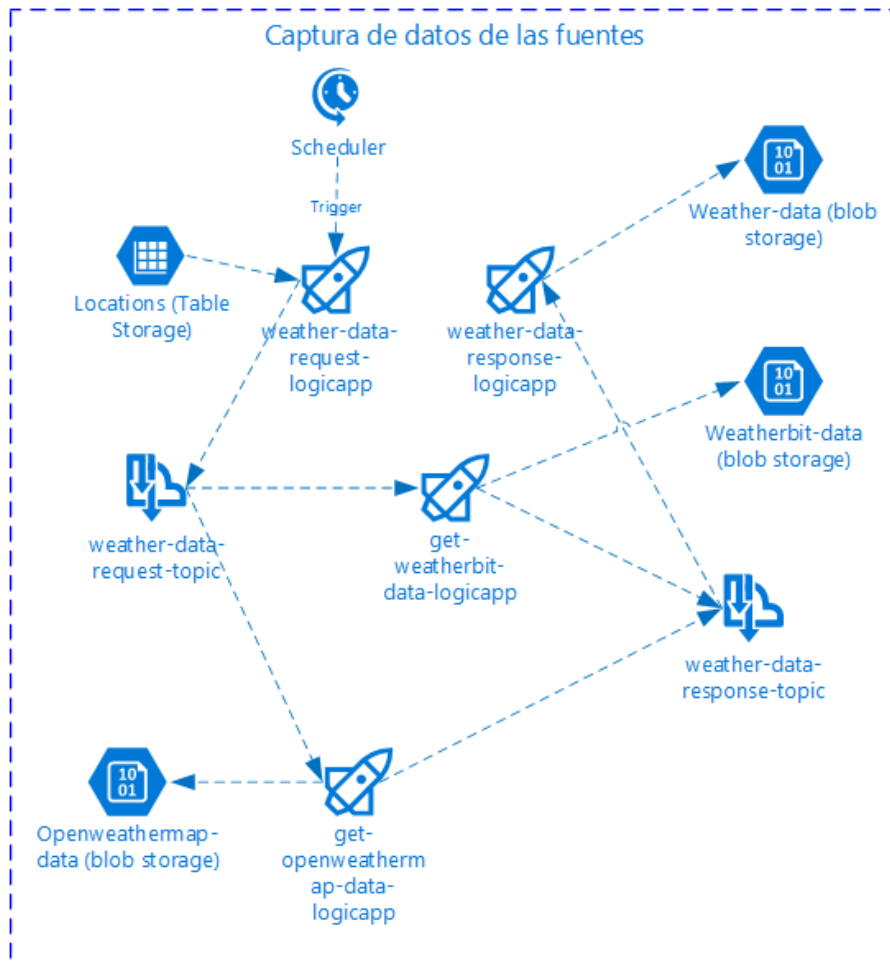 Captura de datos de las fuentes
Scheduler
Trigger
Locations (Table
Storage)
weather-data-
request-
logicapp
weather-data-
response-
logicapp
10
01
Weather-data (blob
storage)
10
01
Weatherbit-data
(blob storage)
weather-data-
request-topic
get-
weatherbit-
data-logicapp
weather-data-
response-topic
10
01
Openweathermap-
data (blob storage)
get-
openweatherm
ap-data-
logicapp